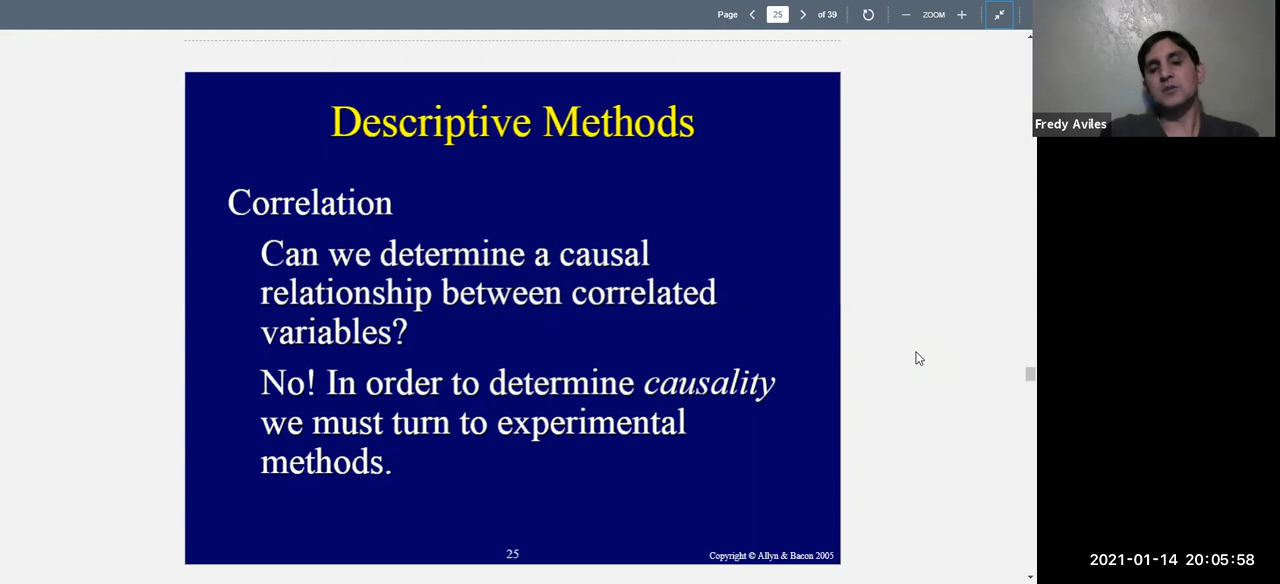 Page 25 of 39 ZOOM
Fredy Aviles
Descriptive Methods
Correlation
Can we determine a causal
relationship between correlated
variables?
No! In order to determine causality
we must turn to experimental
methods.
25
Copyright © Allyn & Bacon 2005
2021-01-14 20:05:58